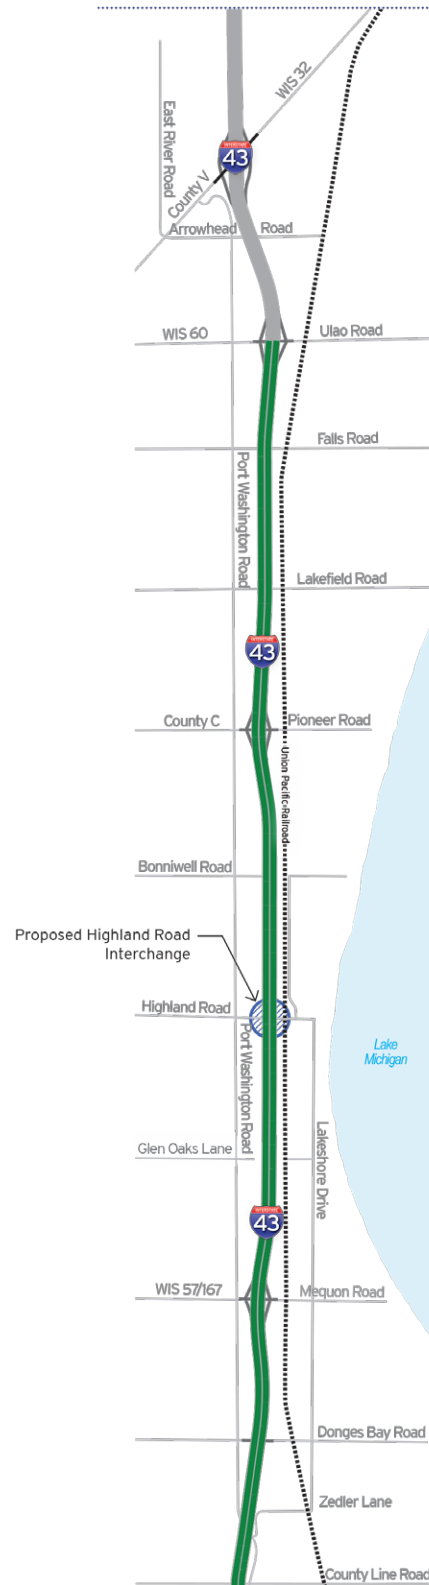 WIS 32
INTERSTATE
43
East River Road
County V
Arrowhead Road
WIS 60
Ulao Road
Falls Road
Port Washington Road
Lakefield Road
INTERSTATE
43
County C
Pioneer Road
Union Pacific Railroad
Bonniwell Road
Proposed Highland Road
Interchange
Highland Road
Port Washington Road
Lake
Michigan
Glen Oaks Lane
Lakeshore Drive
INTERSTATE
43
WIS 57/167
Mequon Road
Donges Bay Road
Zedler Lane
County Line Road